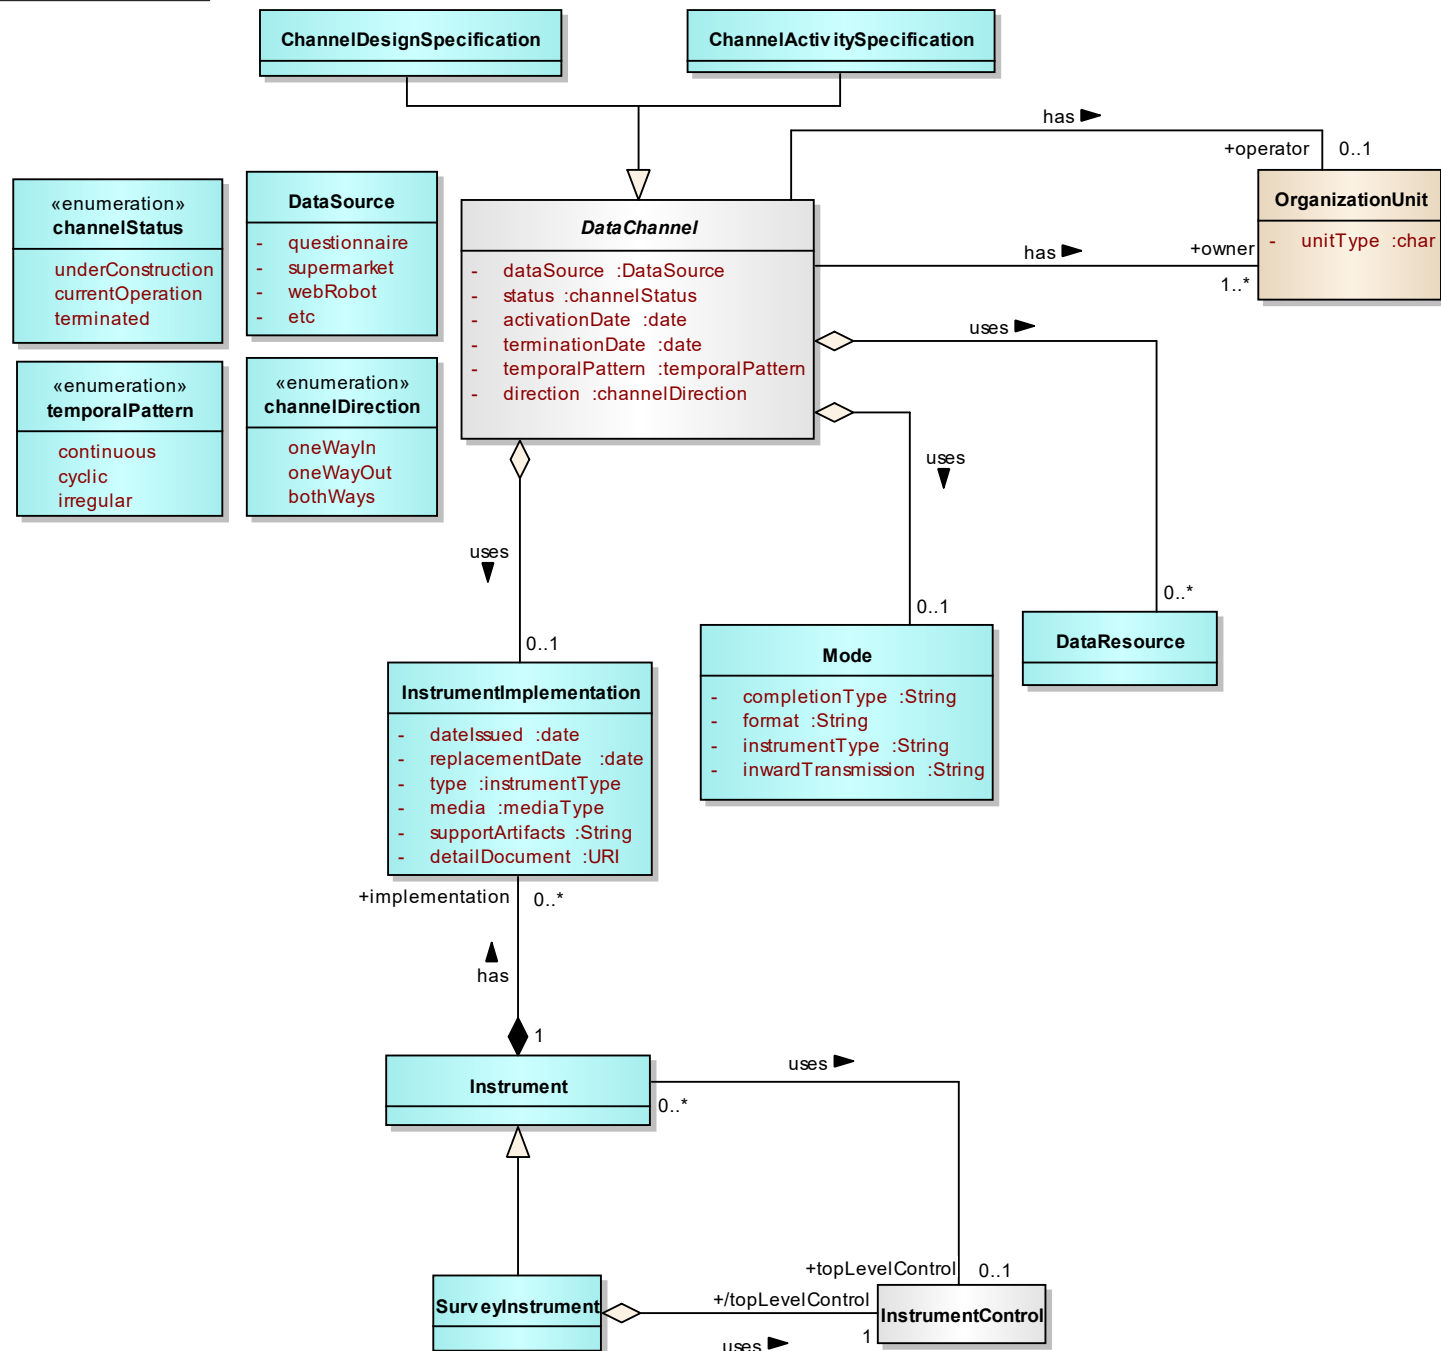 ChannelDesignSpecification
ChannelActivitySpecification
has
+operator
0..1
OrganizationUnit
- unitType :char
«enumeration»
channelStatus
underConstruction
currentOperation
terminated
DataSource
- questionnaire
- supermarket
- webRobot
- etc
DataChannel
- dataSource :DataSource
- status :channelStatus
- activationDate :date
- terminationDate :date
- temporalPattern :temporalPattern
- direction :channelDirection
has
+owner
1..*
uses
«enumeration»
temporalPattern
continuous
cyclic
irregular
«enumeration»
channelDirection
oneWayIn
oneWayOut
bothWays
uses
uses
0..*
0..1
0..1
DataResource
Mode
- completionType :String
- format :String
- instrumentType :String
- inwardTransmission :String
InstrumentImplementation
- dateIssued :date
- replacementDate :date
- type :instrumentType
- media :mediaType
- supportArtifacts :String
- detailDocument :URI
+implementation
0..*
has
1
Instrument
uses
0..*
+topLevelControl
0..1
SurveyInstrument
+/topLevelControl
InstrumentControl
1
uses